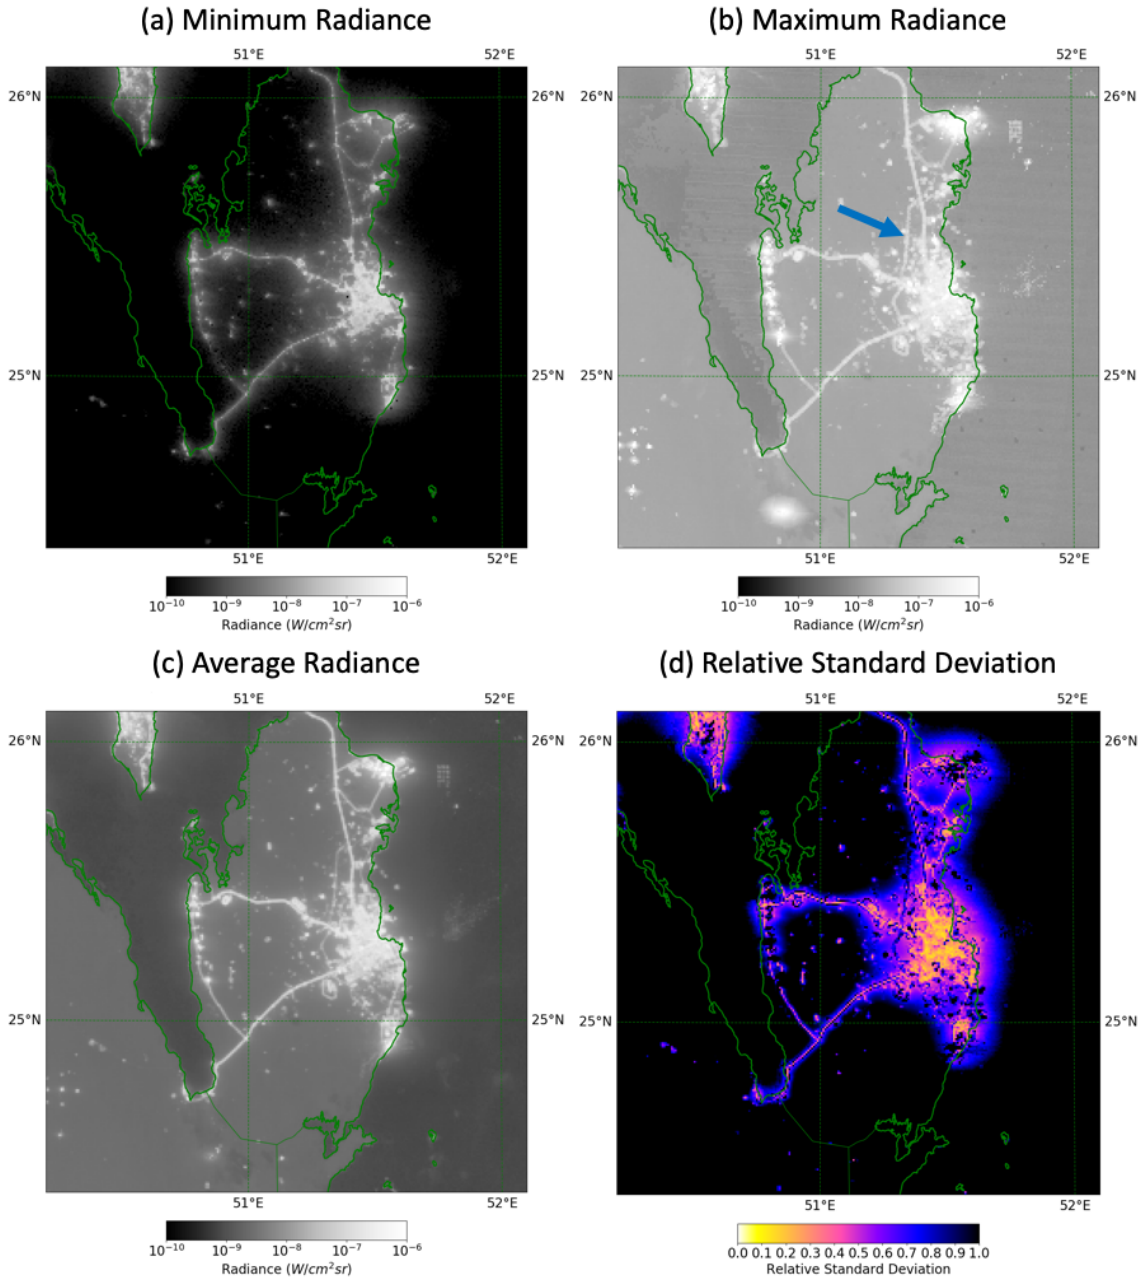 (a) Minimum Radiance
(b) Maximum Radiance
51°E 52°E
51°E 52°E
26°N
26°N
26°N
25°N
25°N
25°N
51°E 52°E
51°E 52°E
10⁻¹⁰ 10⁻⁹ 10⁻⁸ 10⁻⁷ 10⁻⁶
Radiance (W/cm²sr)
10⁻¹⁰ 10⁻⁹ 10⁻⁸ 10⁻⁷ 10⁻⁶
Radiance (W/cm²sr)
(c) Average Radiance
(d) Relative Standard Deviation
51°E 52°E
51°E 52°E
26°N
26°N
26°N
25°N
25°N
25°N
51°E 52°E
51°E 52°E
10⁻¹⁰ 10⁻⁹ 10⁻⁸ 10⁻⁷ 10⁻⁶
Radiance (W/cm²sr)
0.0 0.1 0.2 0.3 0.4 0.5 0.6 0.7 0.8 0.9 1.0
Relative Standard Deviation